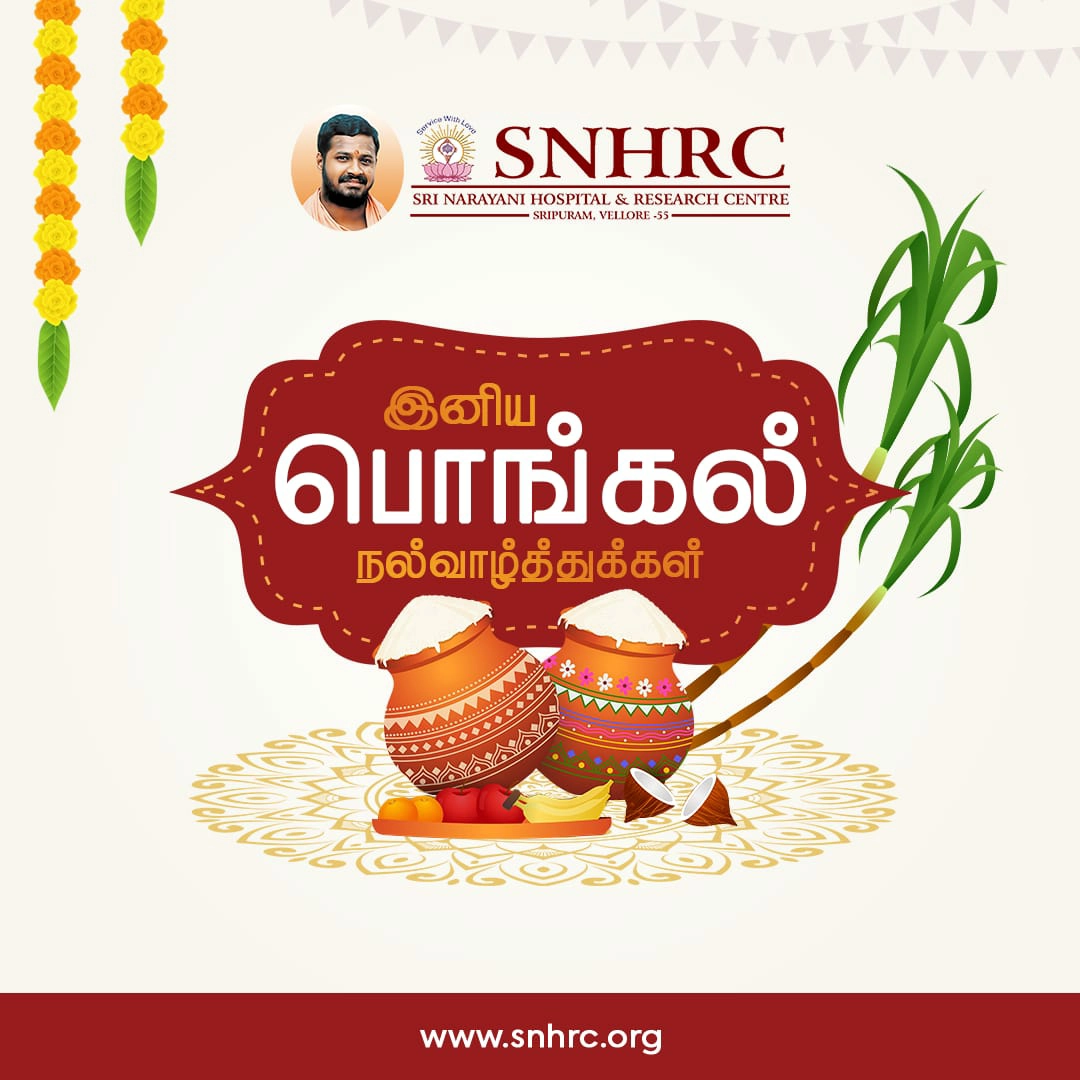 Service With Love
SNHRC
SRI NARAYANI HOSPITAL & RESEARCH CENTRE
SRIPURAM, VELLORE -55
இனிய
பொங்கல்
நல்வாழ்த்துக்கள்
www.snhrc.org